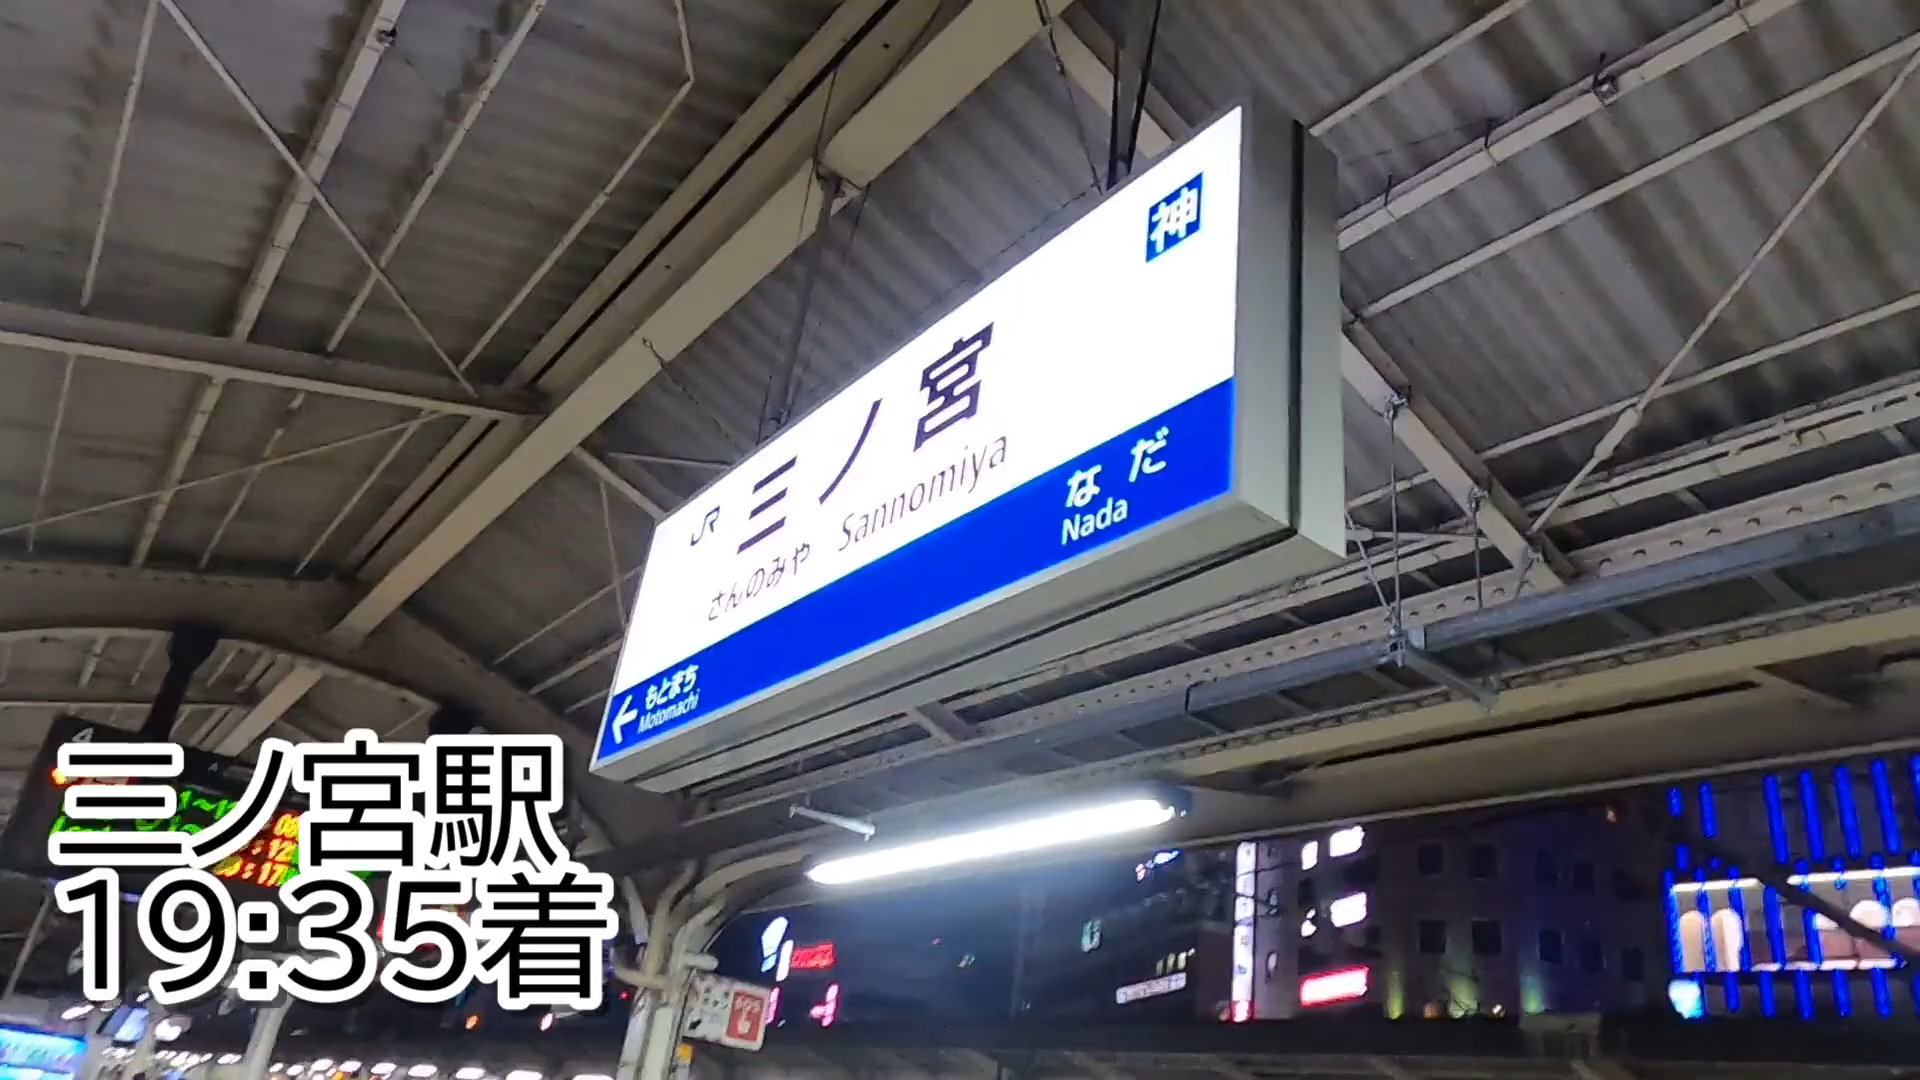 神
JR 三ノ宮
さんのみや Sannomiya
なだ
Nada
← もとまち
Motomachi
三ノ宮駅
19:35着